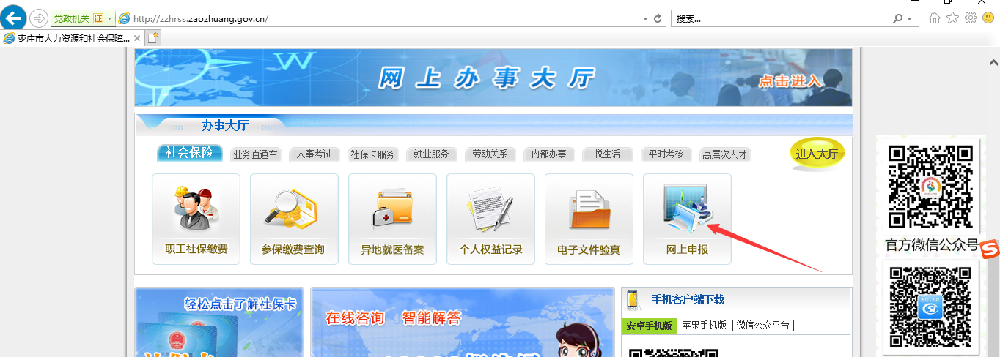 党政机关 证 http://zzhrss.zaozhuang.gov.cn/ 搜索...
枣庄市人力资源和社会保障...
网上办事大厅
点击进入
办事大厅
社会保险 业务直通车 人事考试 社保卡服务 就业服务 劳动关系 内部办事 悦生活 平时考核 高层次人才 进入大厅
职工社保缴费 参保缴费查询 异地就医备案 个人权益记录 电子文件验真 网上申报
官方微信公众号
轻松点击了解社保卡
在线咨询 智能解答
手机客户端下载
安卓手机版 苹果手机版 | 微信公众平台 |